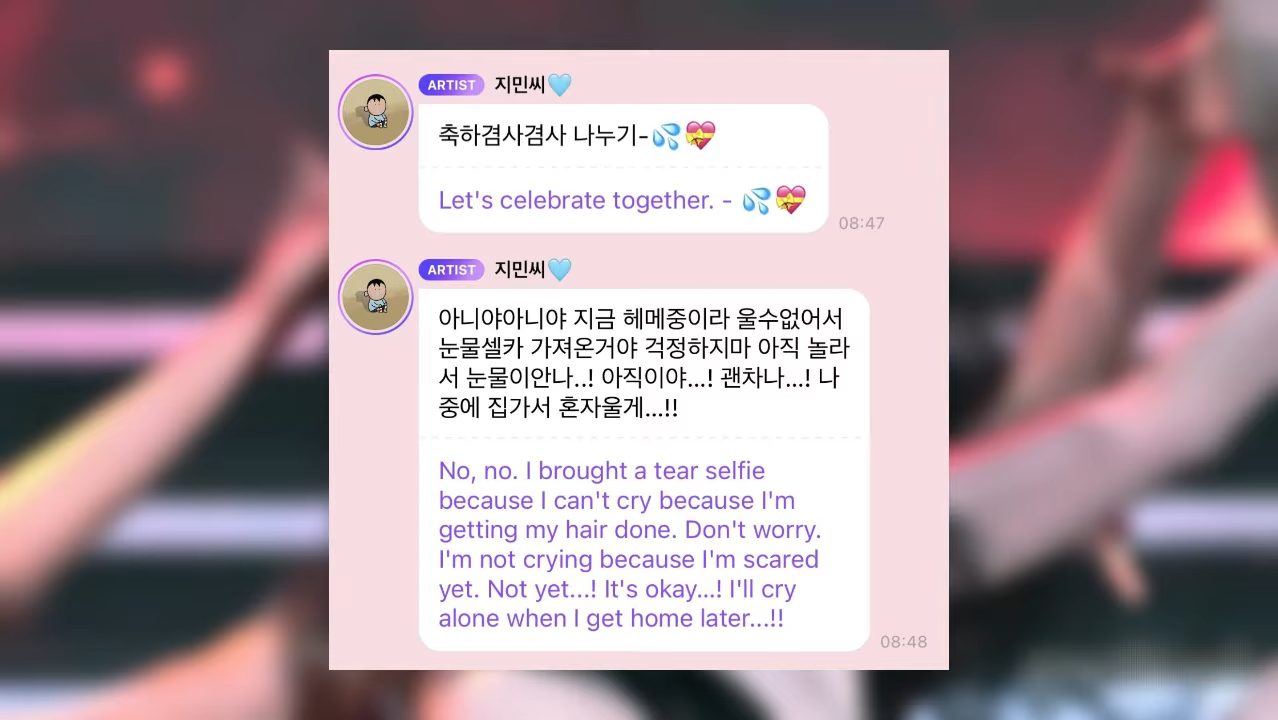 ARTIST 지민씨🩵
축하겸사겸사 나누기-💦💝
Let's celebrate together. - 💦💝
08:47
ARTIST 지민씨🩵
아니야아니야 지금 헤메중이라 울수없어서
눈물셀카 가져온거야 걱정하지마 아직 놀라
서 눈물이안나..! 아직이야...! 괜차나...! 나
중에 집가서 혼자울게...!!
No, no. I brought a tear selfie
because I can't cry because I'm
getting my hair done. Don't worry.
I'm not crying because I'm scared
yet. Not yet...! It's okay...! I'll cry
alone when I get home later...!!
08:48